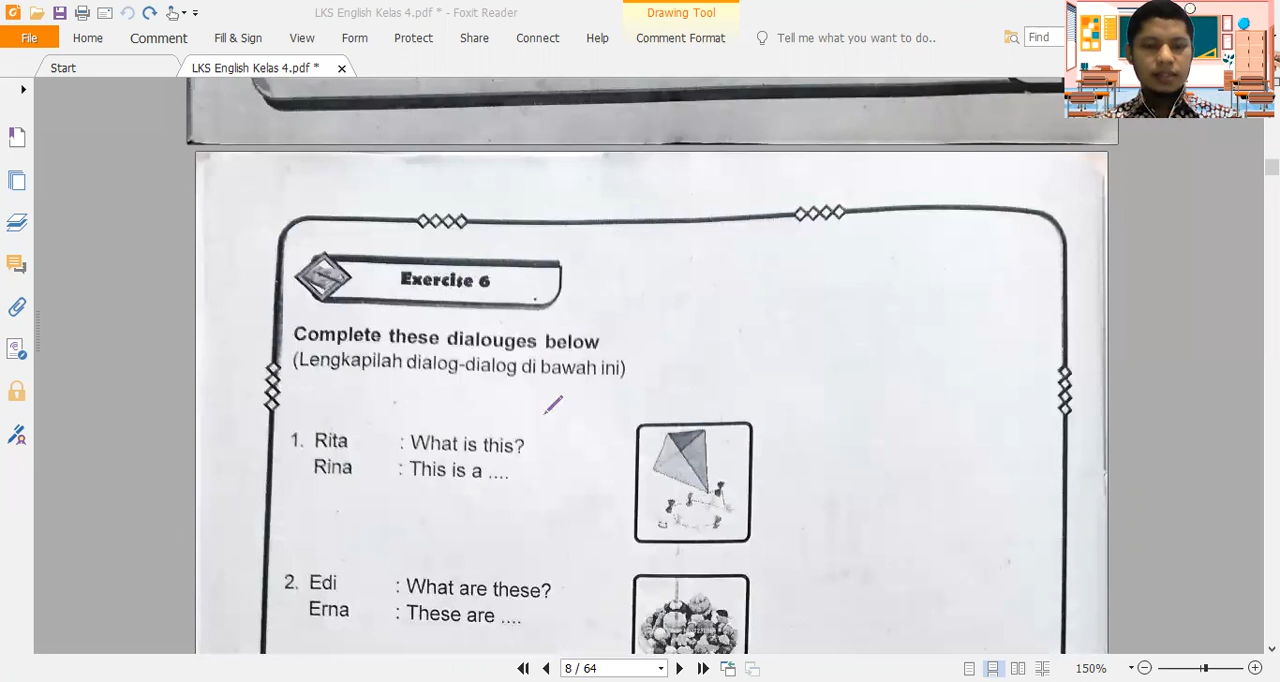 LKS English Kelas 4.pdf * - Foxit Reader
Drawing Tool
File Home Comment Fill & Sign View Form Protect Share Connect Help Comment Format Tell me what you want to do.. Find
Start LKS English Kelas 4.pdf *
Exercise 6
Complete these dialouges below
(Lengkapilah dialog-dialog di bawah ini)
1. Rita : What is this?
Rina : This is a ....
2. Edi : What are these?
Erna : These are ....
8 / 64
150%